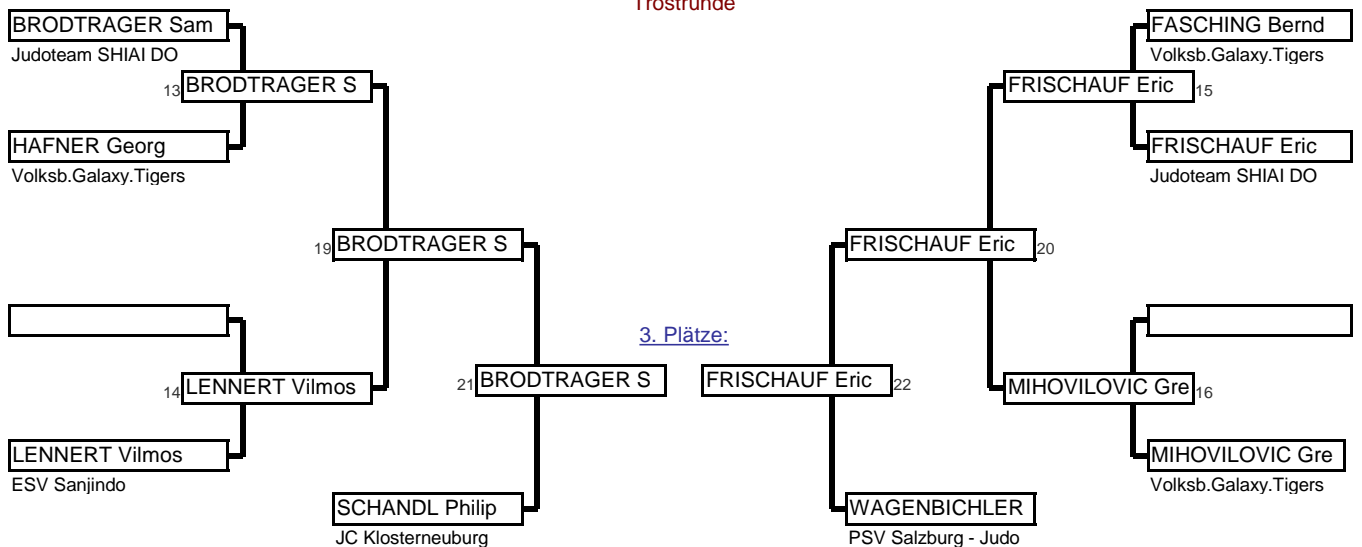 Trostrunde
BRODTRAGER Sam
Judoteam SHIAI DO
13 BRODTRAGER S
HAFNER Georg
Volksb.Galaxy.Tigers
19 BRODTRAGER S
14 LENNERT Vilmos
LENNERT Vilmos
ESV Sanjindo
21 BRODTRAGER S
SCHANDL Philip
JC Klosterneuburg
3. Plätze:
FASCHING Bernd
Volksb.Galaxy.Tigers
FRISCHAUF Eric 15
FRISCHAUF Eric
Judoteam SHIAI DO
FRISCHAUF Eric 20
FRISCHAUF Eric 22
MIHOVILOVIC Gre 16
MIHOVILOVIC Gre
Volksb.Galaxy.Tigers
WAGENBICHLER
PSV Salzburg - Judo